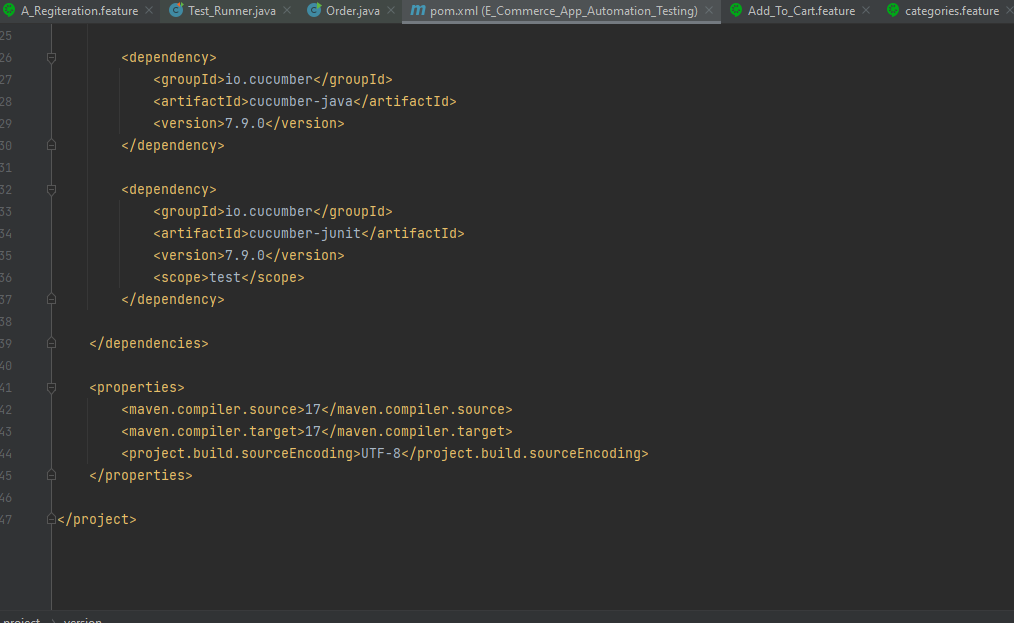 A_Regiteration.feature Test_Runner.java Order.java pom.xml (E_Commerce_App_Automation_Testing) Add_To_Cart.feature categories.feature
25
26 <dependency>
27 <groupId>io.cucumber</groupId>
28 <artifactId>cucumber-java</artifactId>
29 <version>7.9.0</version>
30 </dependency>
31
32 <dependency>
33 <groupId>io.cucumber</groupId>
34 <artifactId>cucumber-junit</artifactId>
35 <version>7.9.0</version>
36 <scope>test</scope>
37 </dependency>
38
39 </dependencies>
40
41 <properties>
42 <maven.compiler.source>17</maven.compiler.source>
43 <maven.compiler.target>17</maven.compiler.target>
44 <project.build.sourceEncoding>UTF-8</project.build.sourceEncoding>
45 </properties>
46
47 </project>
project version